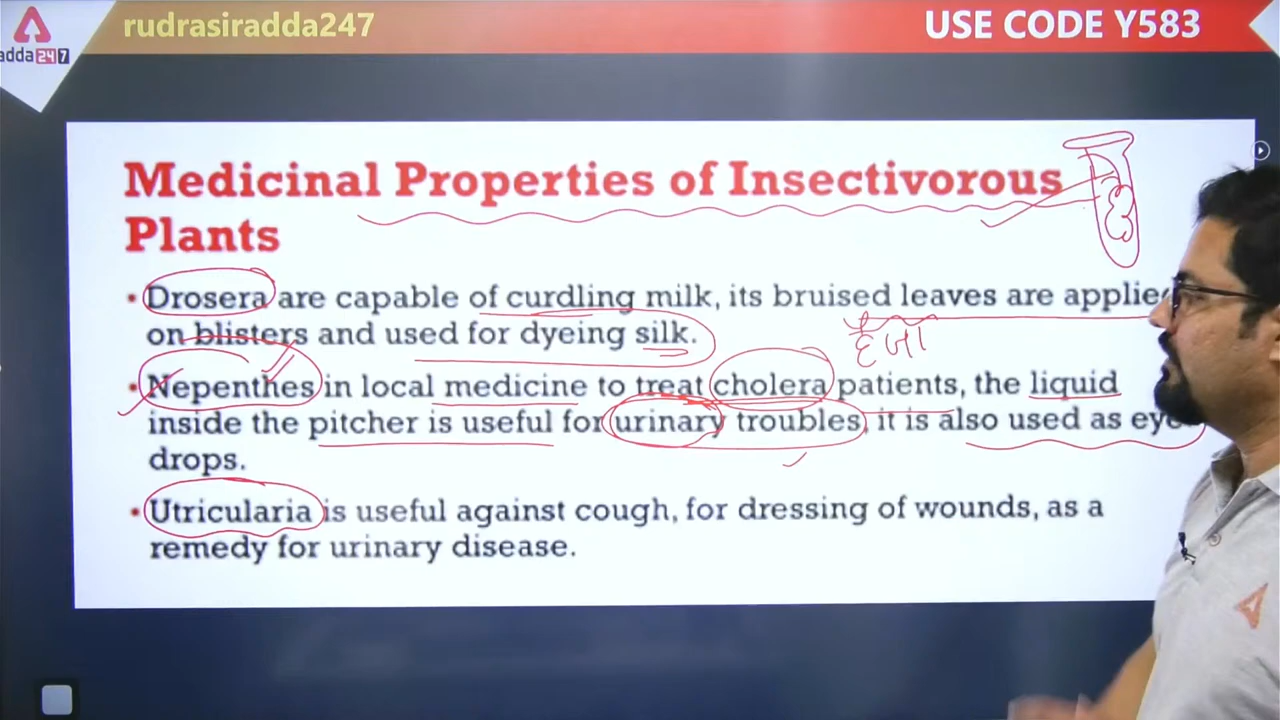 rudrasiradda247
USE CODE Y583
adda247
Medicinal Properties of Insectivorous
Plants
• Drosera are capable of curdling milk, its bruised leaves are applie
on blisters and used for dyeing silk.
हैजा
• Nepenthes in local medicine to treat cholera patients, the liquid
inside the pitcher is useful for urinary troubles, it is also used as eye
drops.
• Utricularia is useful against cough, for dressing of wounds, as a
remedy for urinary disease.